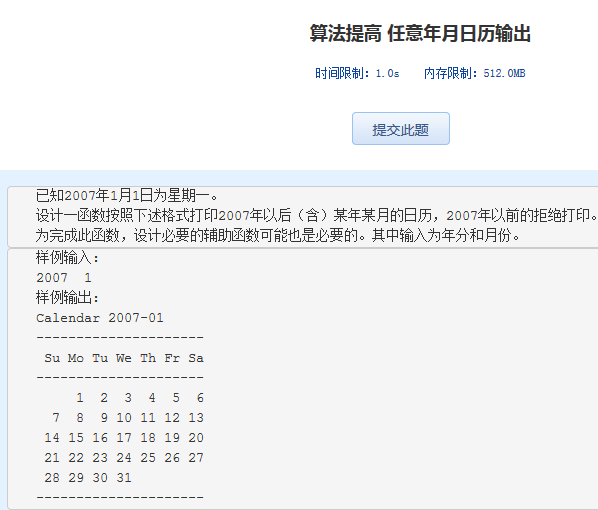 算法提高 任意年月日历输出
时间限制：1.0s 内存限制：512.0MB
提交此题
已知2007年1月1日为星期一。
设计一函数按照下述格式打印2007年以后（含）某年某月的日历，2007年以前的拒绝打印。
为完成此函数，设计必要的辅助函数可能也是必要的。其中输入为年分和月份。
样例输入：
2007  1
样例输出：
Calendar 2007-01
---------------------
 Su Mo Tu We Th Fr Sa
---------------------
     1  2  3  4  5  6
  7  8  9 10 11 12 13
 14 15 16 17 18 19 20
 21 22 23 24 25 26 27
 28 29 30 31
---------------------